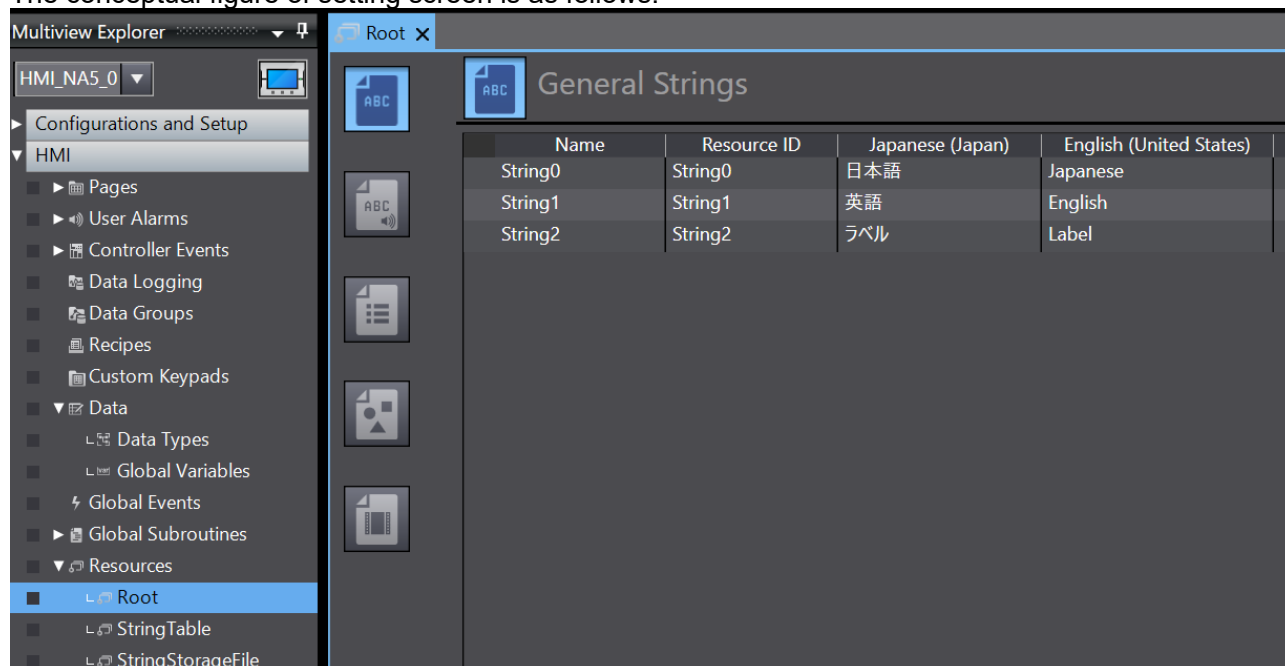 The conceptual figure of setting screen is as follows.
Multiview Explorer
Root
HMI_NA5_0
ABC
ABC
General Strings
Configurations and Setup
HMI
Name Resource ID Japanese (Japan) English (United States)
String0 String0 日本語 Japanese
String1 String1 英語 English
String2 String2 ラベル Label
ABC
Pages
User Alarms
Controller Events
Data Logging
Data Groups
Recipes
Custom Keypads
Data
Data Types
Global Variables
Global Events
Global Subroutines
Resources
Root
StringTable
StringStorageFile